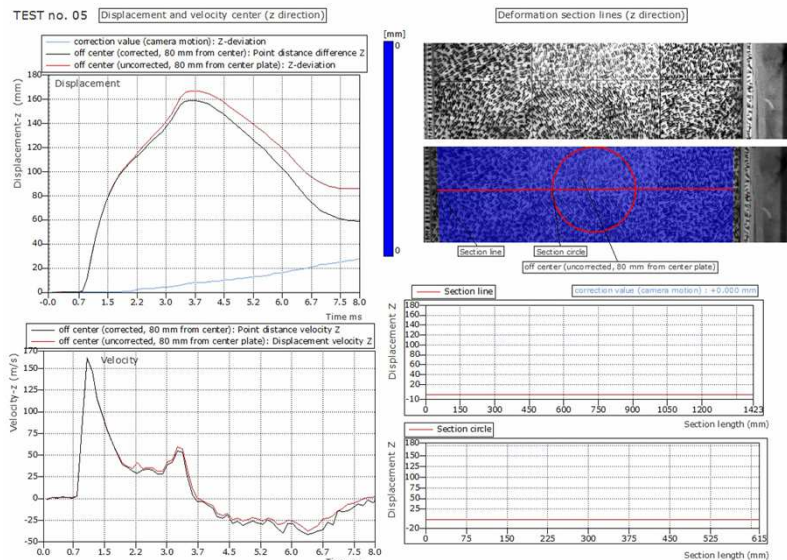 TEST no. 05
Displacement and velocity center (z direction)
Deformation section lines (z direction)
correction value (camera motion): Z-deviation
off center (corrected, 80 mm from center): Point distance difference Z
off center (uncorrected, 80 mm from center plate): Z-deviation
Displacement-z (mm)
180
160
140
120
100
80
60
40
20
0
Displacement
-0.0 0.7 1.5 2.2 3.0 3.7 4.5 5.2 6.0 6.7 7.5 8.0
Time ms
[mm]
0
0
Section line
Section circle
off center (uncorrected, 80 mm from center plate)
off center (corrected, 80 mm from center): Point distance velocity Z
off center (uncorrected, 80 mm from center plate): Displacement velocity Z
Velocity-z (m/s)
170
150
125
100
75
50
25
0
-25
-50
Velocity
0.0 0.7 1.5 2.2 3.0 3.7 4.5 5.2 6.0 6.7 7.5 8.0
Section line
correction value (camera motion) : +0.000 mm
Displacement Z
180
160
140
120
100
80
60
40
20
-10
0 150 300 450 600 750 900 1050 1200 1423
Section length (mm)
Section circle
Displacement Z
180
150
125
100
75
50
25
-20
0 75 150 225 300 375 450 525 615
Section length (mm)